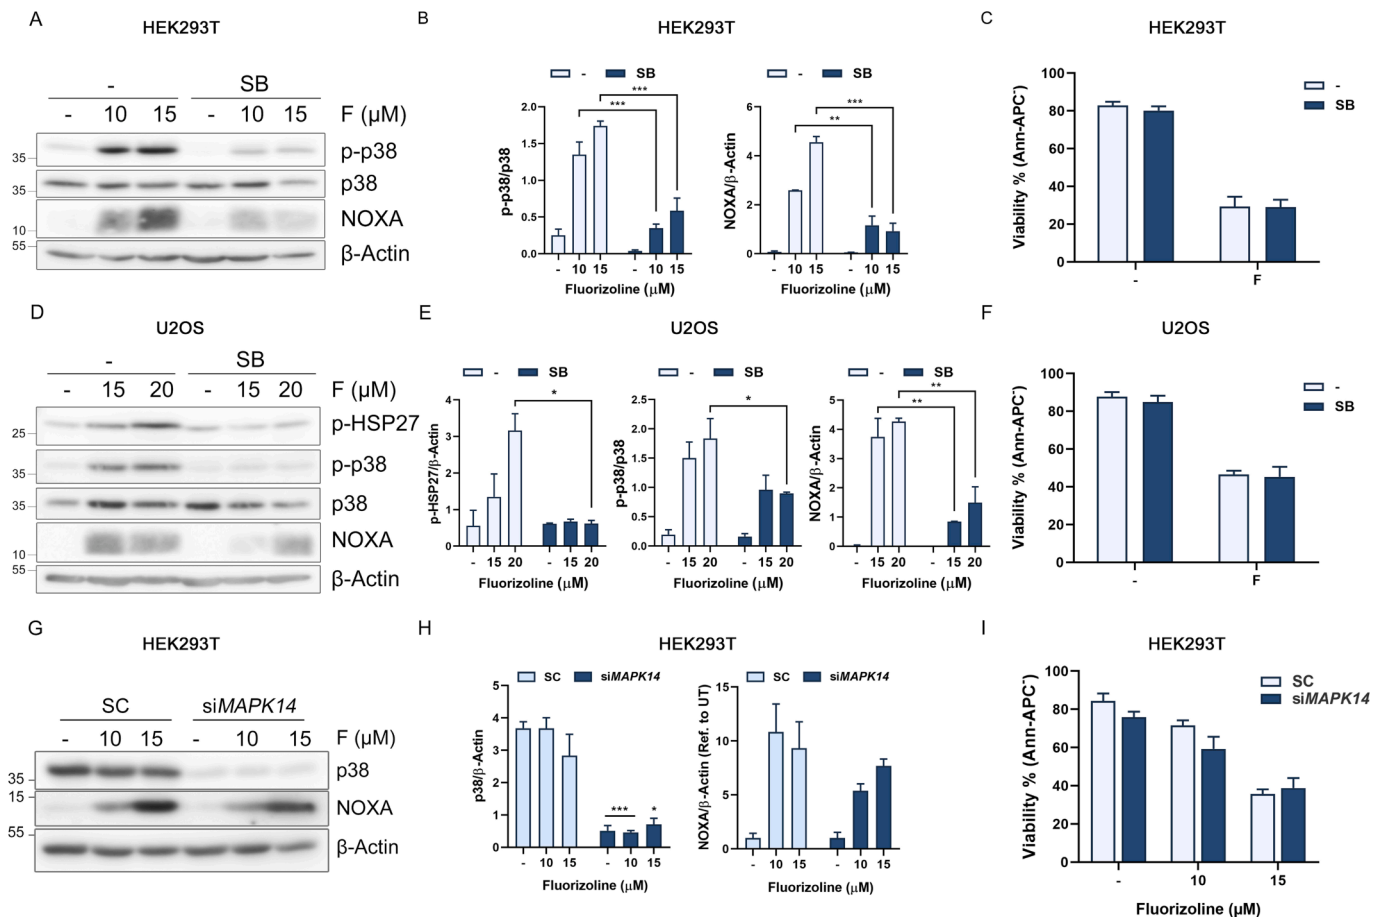 A
HEK293T
- SB
- 10 15 - 10 15 F (µM)
35 p-p38
35 p38
10 NOXA
55 β-Actin
B
HEK293T
- SB
***
***
p-p38/p38
2.0
1.5
1.0
0.5
0.0
- 10 15 - 10 15
Fluorizoline (µM)
- SB
***
**
NOXA/β-Actin
6
4
2
0
- 10 15 - 10 15
Fluorizoline (µM)
C
HEK293T
Viability % (Ann-APC⁻)
100
80
60
40
20
0
- F
-
SB
D
U2OS
- SB
- 15 20 - 15 20 F (µM)
25 p-HSP27
35 p-p38
35 p38
10 NOXA
55 β-Actin
E
U2OS
- SB
*
p-HSP27/β-Actin
4
3
2
1
0
- 15 20 - 15 20
Fluorizoline (µM)
- SB
*
p-p38/p38
2.5
2.0
1.5
1.0
0.5
0.0
- 15 20 - 15 20
Fluorizoline (µM)
- SB
**
**
NOXA/β-Actin
5
4
3
2
1
0
- 15 20 - 15 20
Fluorizoline (µM)
F
U2OS
Viability % (Ann-APC⁻)
100
80
60
40
20
0
- F
-
SB
G
HEK293T
SC siMAPK14
- 10 15 - 10 15 F (µM)
35 p38
15 NOXA
55 β-Actin
H
HEK293T
SC siMAPK14
p38/β-Actin
5
4
3
2
1
0
*** *
- 10 15 - 10 15
Fluorizoline (µM)
SC siMAPK14
NOXA/β-Actin (Ref. to UT)
15
10
5
0
- 10 15 - 10 15
Fluorizoline (µM)
I
HEK293T
Viability % (Ann-APC⁻)
100
80
60
40
20
0
SC
siMAPK14
- 10 15
Fluorizoline (µM)